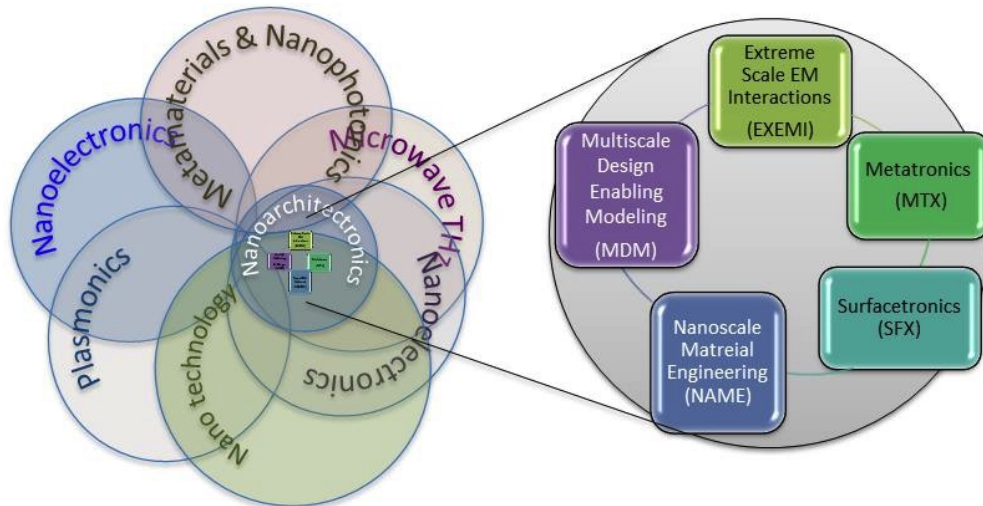 Metamaterials & Nanophotonics
Nanoelectronics
Microwave THz
Nanoarchitectronics
Plasmonics
Nano technology
Nanoelectronics
Extreme
Scale EM
Interactions
(EXEMI)
Multiscale
Design
Enabling
Modeling
(MDM)
Metatronics
(MTX)
Surfacetronics
(SFX)
Nanoscale
Matreial
Engineering
(NAME)